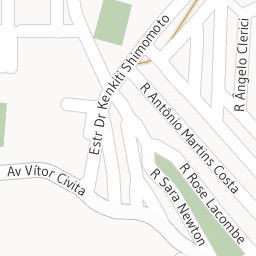 Estr Dr Kenkiti Shimomoto
R Ângelo Clerici
R Antônio Martins Costa
Av Vítor Civita
R Sara Newton
R Rose Lacombe